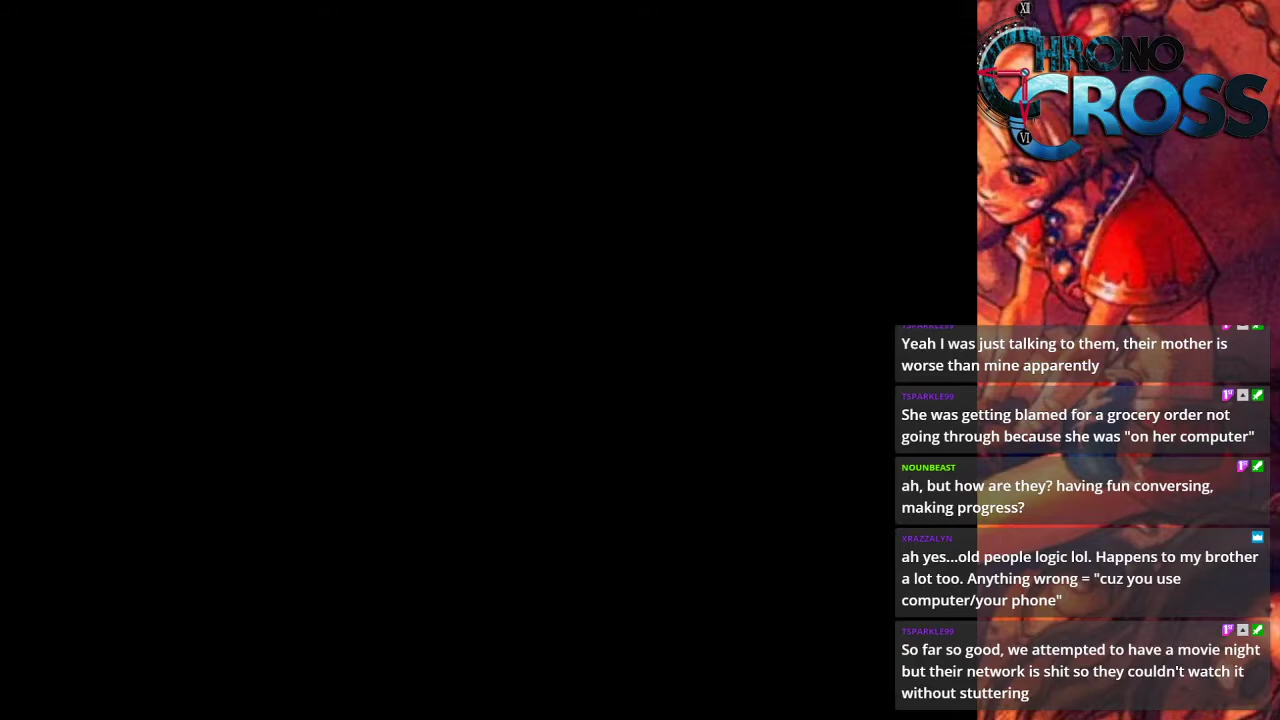 XII
CHRONO
CROSS
VI
TSPARKLE99
Yeah I was just talking to them, their mother is
worse than mine apparently
TSPARKLE99
She was getting blamed for a grocery order not
going through because she was "on her computer"
NOUNBEAST
ah, but how are they? having fun conversing,
making progress?
XRAZZALYN
ah yes...old people logic lol. Happens to my brother
a lot too. Anything wrong = "cuz you use
computer/your phone"
TSPARKLE99
So far so good, we attempted to have a movie night
but their network is shit so they couldn't watch it
without stuttering